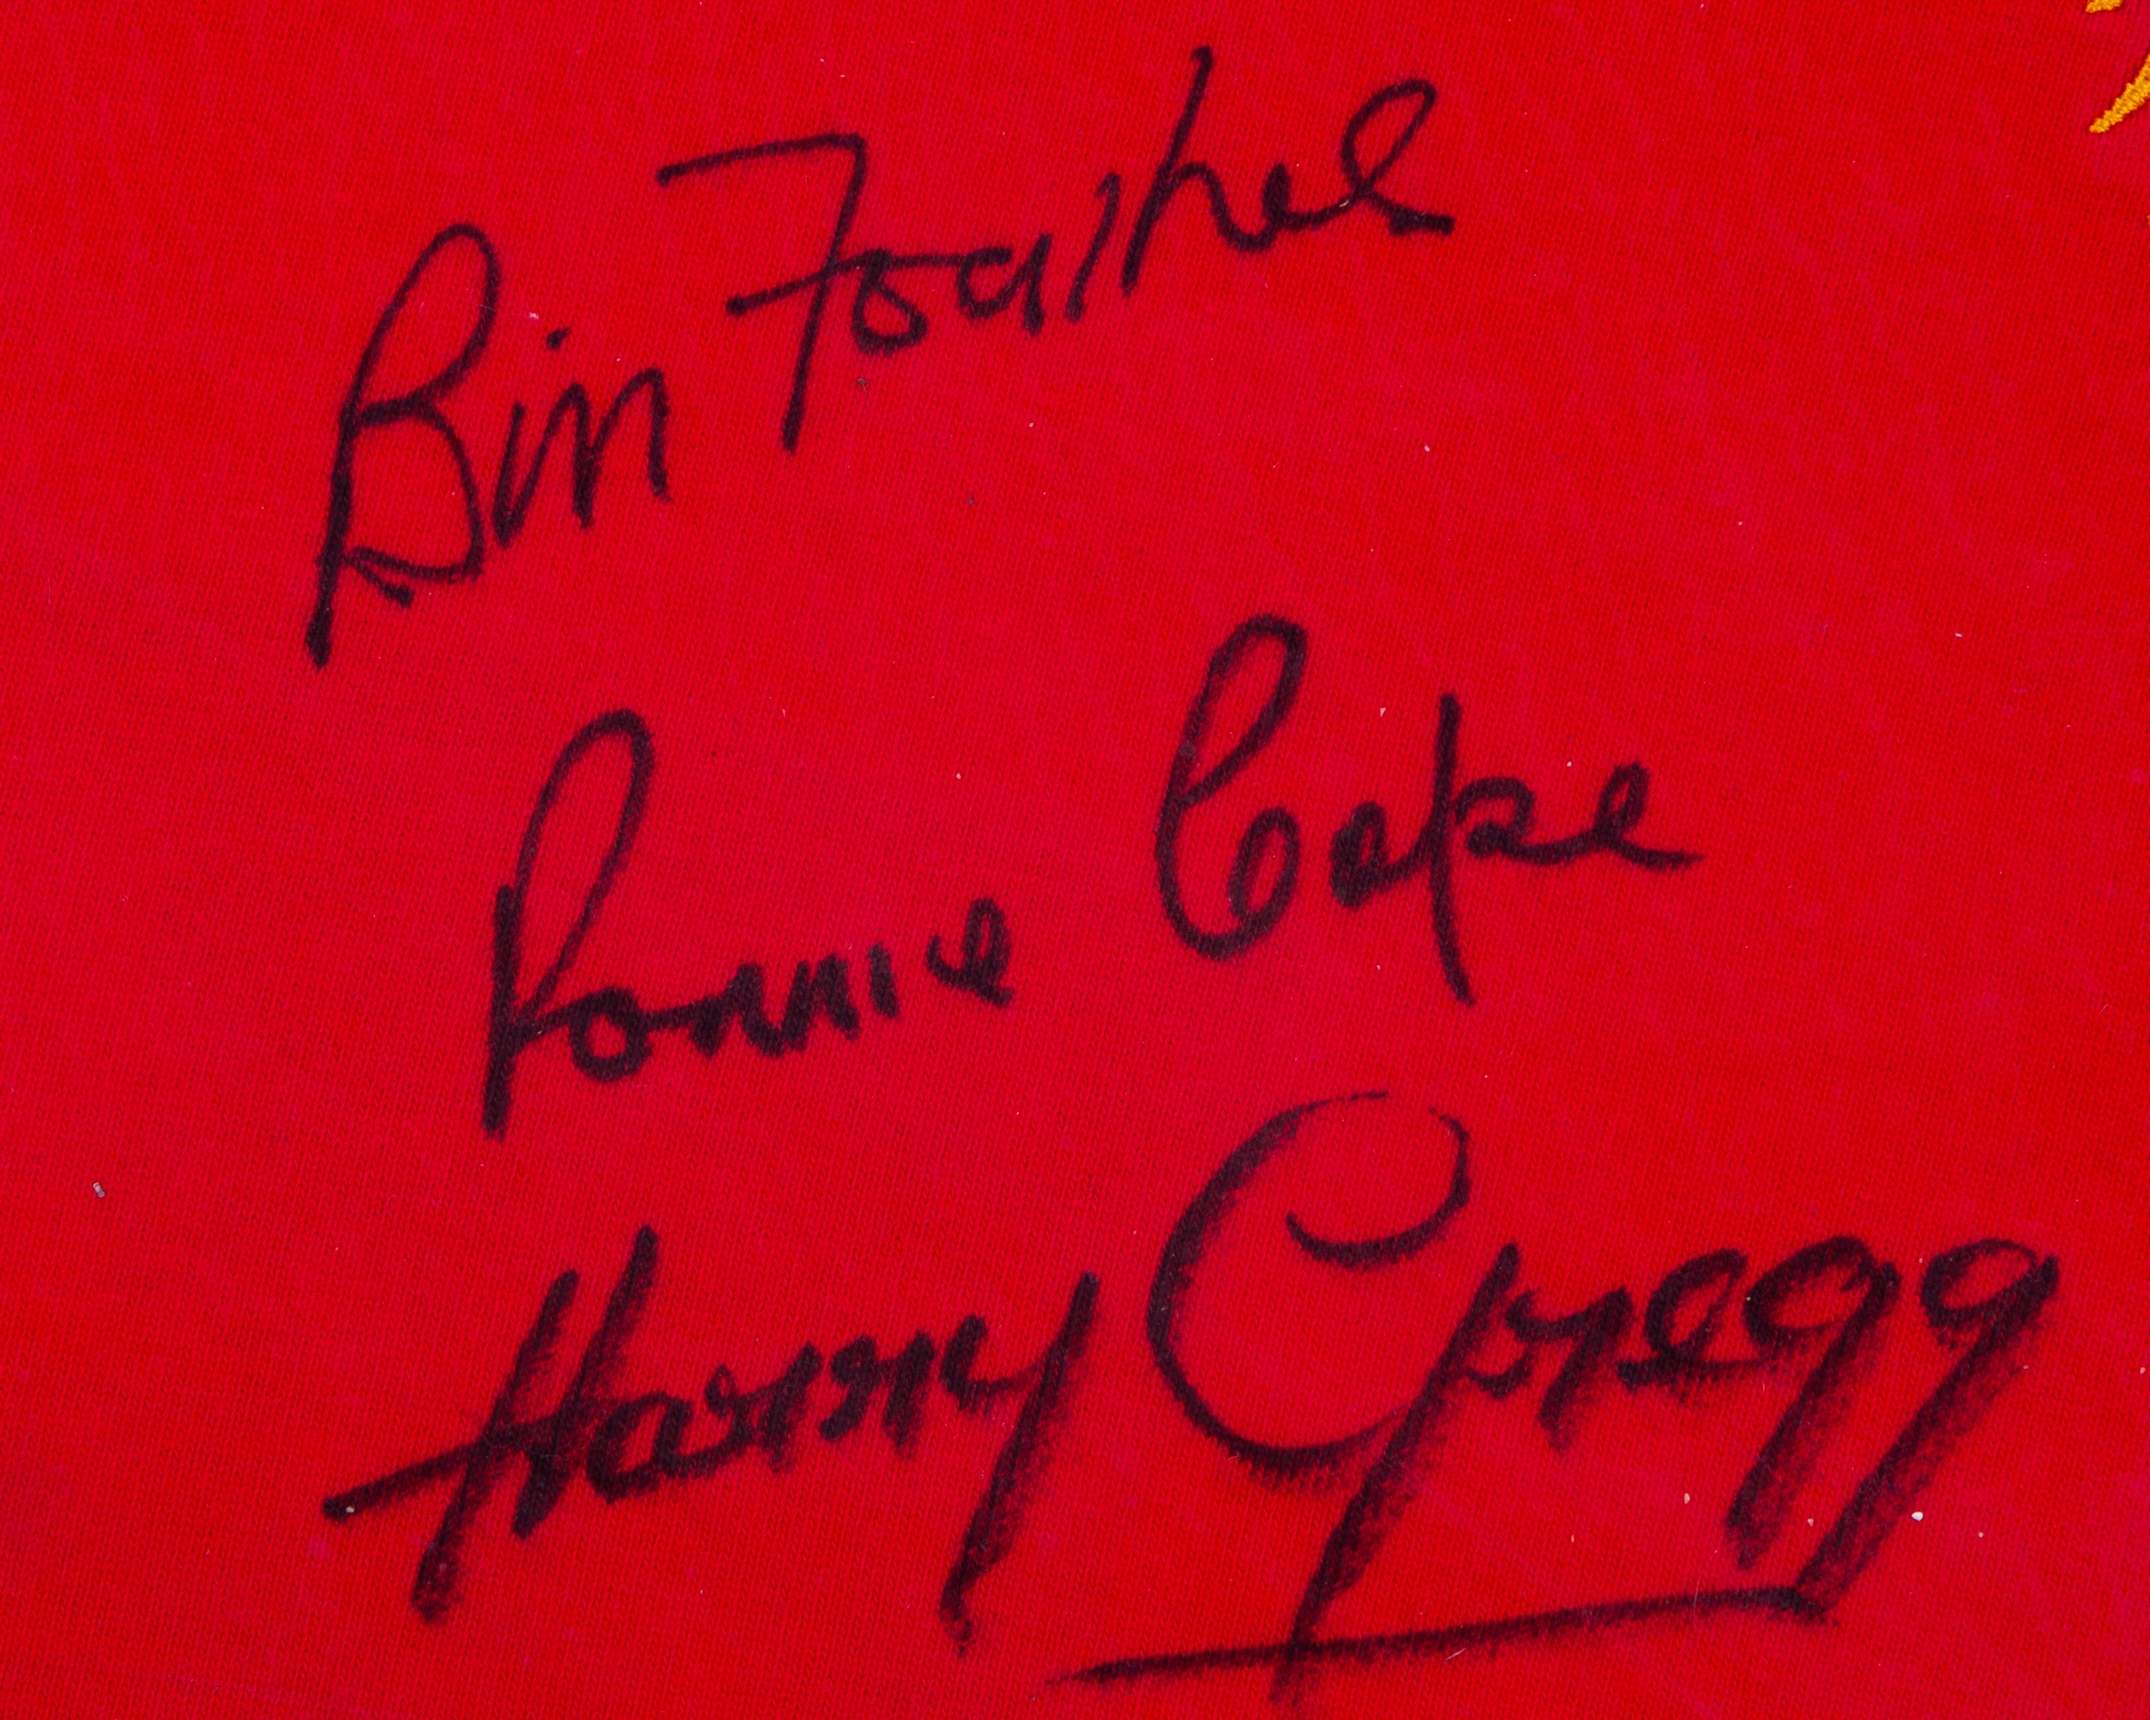 Bill Foulkes
Ronnie Cope
Harry Gregg